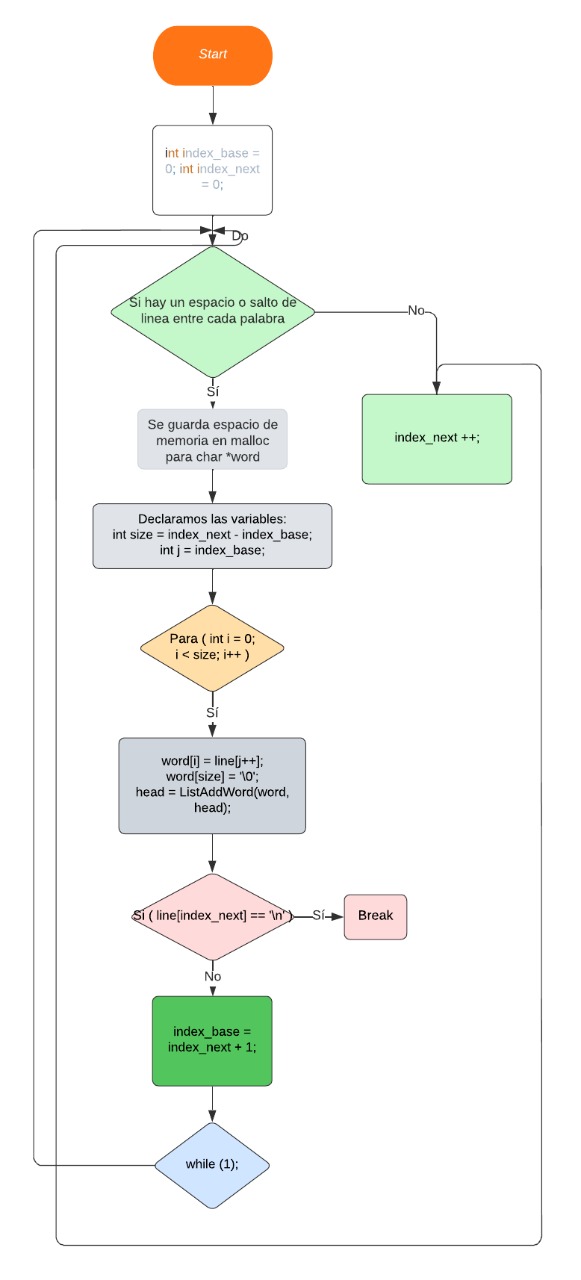 Start
int index_base =
0; int index_next
= 0;
Do
Si hay un espacio o salto de
linea entre cada palabra
No
Sí
Se guarda espacio de
memoria en malloc
para char *word
index_next ++;
Declaramos las variables:
int size = index_next - index_base;
int j = index_base;
Para ( int i = 0;
i < size; i++ )
Sí
word[i] = line[j++];
word[size] = '\0';
head = ListAddWord(word,
head);
Si ( line[index_next] == '\n' )
Sí
Break
No
index_base =
index_next + 1;
while (1);